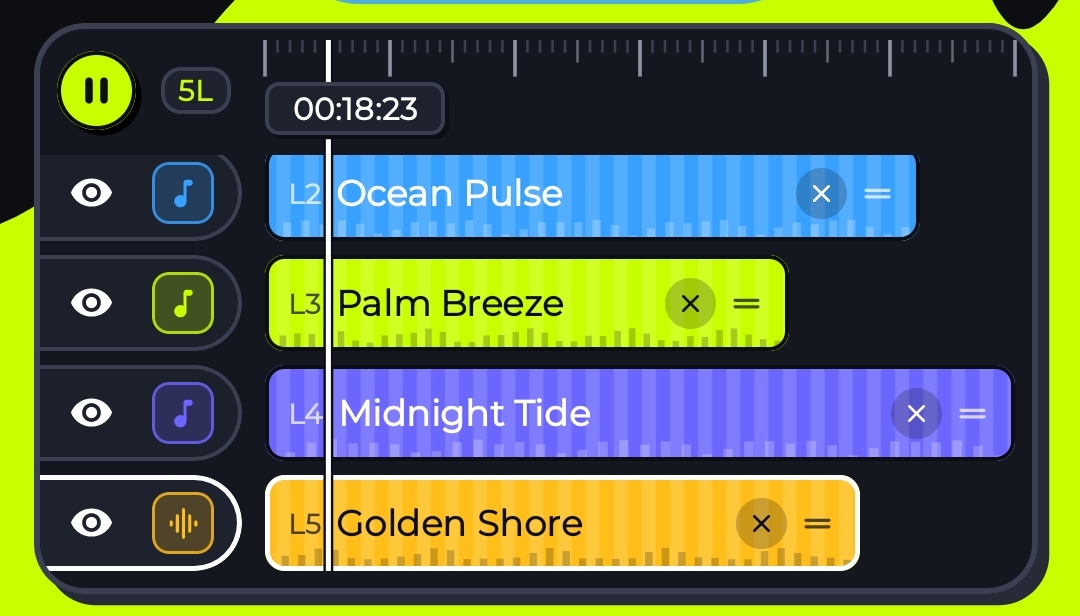 5L
00:18:23
L2 Ocean Pulse
L3 Palm Breeze
L4 Midnight Tide
L5 Golden Shore